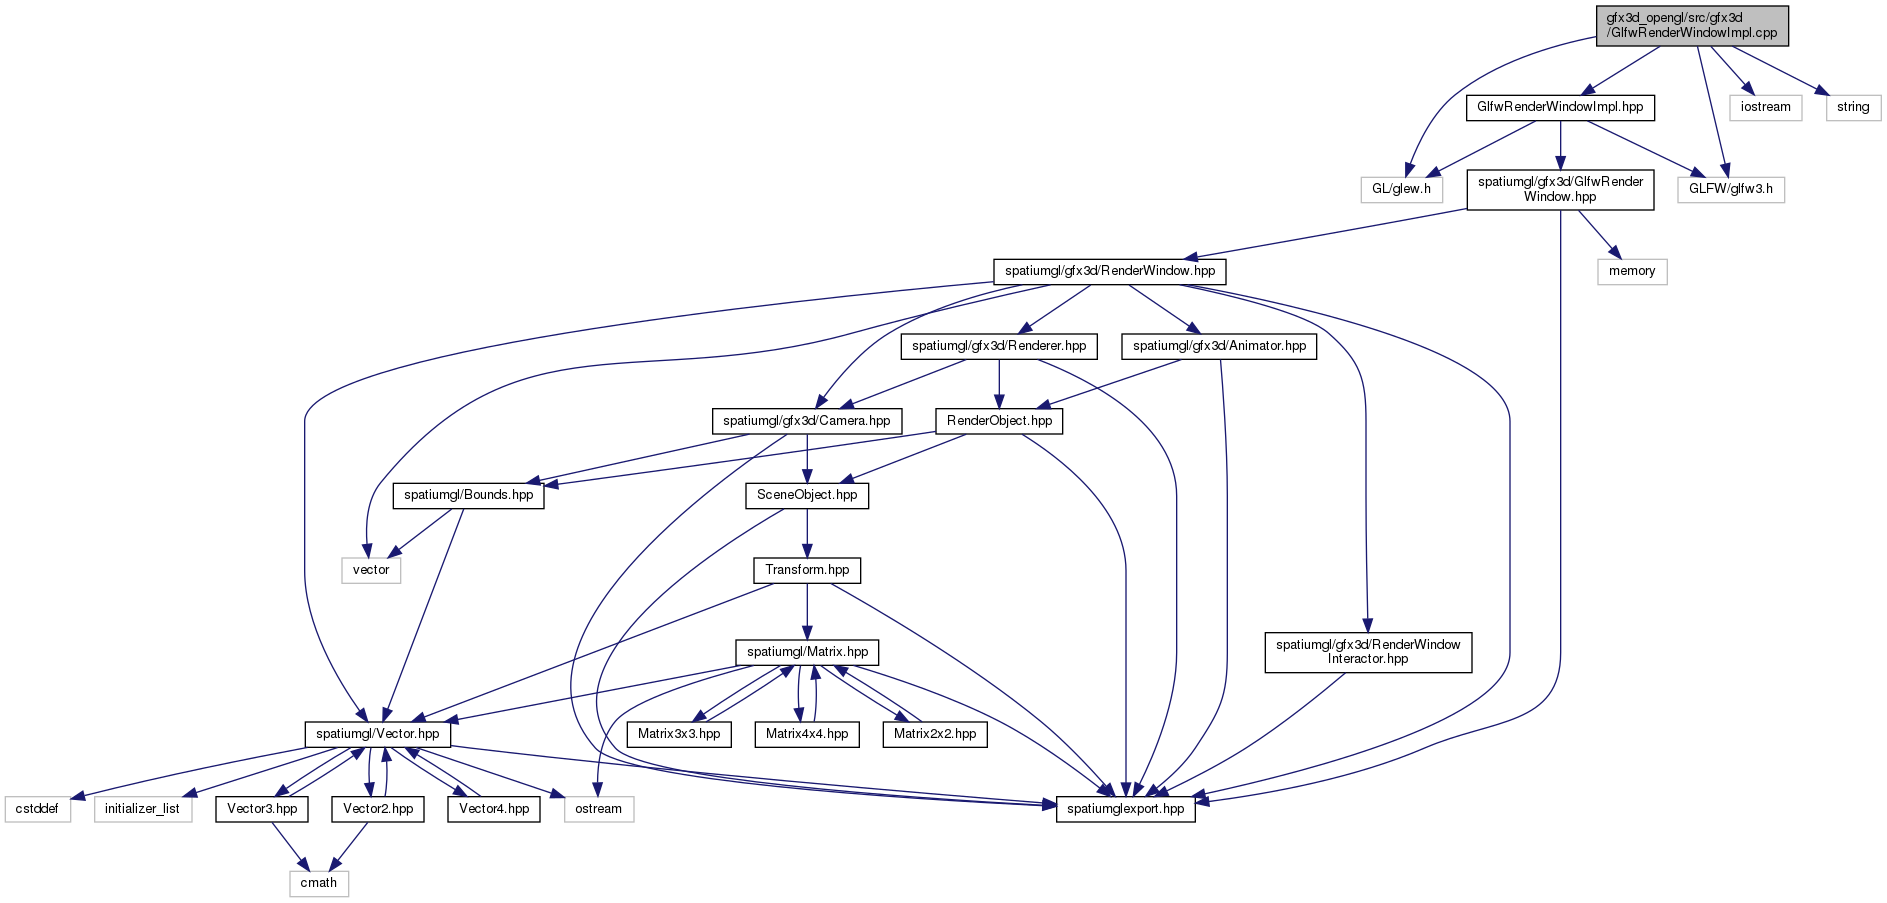 gfx3d_opengl/src/gfx3d
/GlfwRenderWindowImpl.cpp
GlfwRenderWindowImpl.hpp
iostream
string
GL/glew.h
spatiumgl/gfx3d/GlfwRender
Window.hpp
GLFW/glfw3.h
spatiumgl/gfx3d/RenderWindow.hpp
memory
spatiumgl/gfx3d/Renderer.hpp
spatiumgl/gfx3d/Animator.hpp
spatiumgl/gfx3d/Camera.hpp
RenderObject.hpp
spatiumgl/Bounds.hpp
SceneObject.hpp
vector
Transform.hpp
spatiumgl/Matrix.hpp
spatiumgl/gfx3d/RenderWindow
Interactor.hpp
spatiumgl/Vector.hpp
Matrix3x3.hpp
Matrix4x4.hpp
Matrix2x2.hpp
cstddef
initializer_list
Vector3.hpp
Vector2.hpp
Vector4.hpp
ostream
spatiumglexport.hpp
cmath